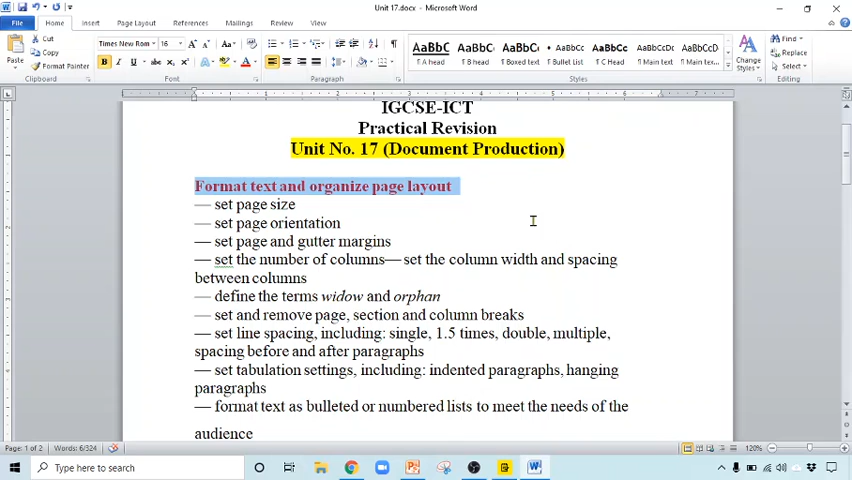 Unit 17.docx - Microsoft Word
File Home Insert Page Layout References Mailings Review View
Paste
Cut
Copy
Format Painter
Clipboard
Times New Rom 16
B I U abc x₂ x² A
A A Aa
Font
Paragraph
AaBbC AaBbC AaBbC • AaBbCc AaBbCc AaBbCcDc AaBbCcD
¶ A head ¶ B head ¶ Boxed text ¶ Bullet List ¶ C Head ¶ Main text ¶ Main text...
Change Styles
Styles
Find
Replace
Select
Editing
IGCSE-ICT
Practical Revision
Unit No. 17 (Document Production)
Format text and organize page layout
— set page size
— set page orientation
— set page and gutter margins
— set the number of columns— set the column width and spacing
between columns
— define the terms widow and orphan
— set and remove page, section and column breaks
— set line spacing, including: single, 1.5 times, double, multiple,
spacing before and after paragraphs
— set tabulation settings, including: indented paragraphs, hanging
paragraphs
— format text as bulleted or numbered lists to meet the needs of the
audience
Page: 1 of 2 Words: 6/324 120%
Type here to search